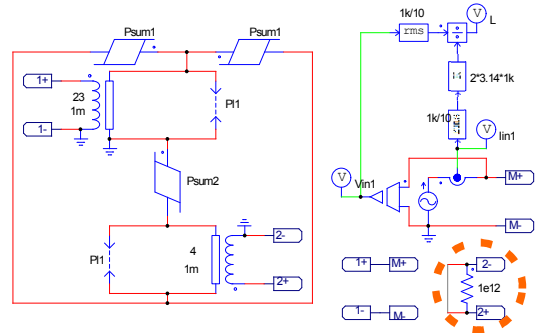 Psum1
Psum1
1+
23
1m
1-
Pl1
Psum2
Pl1
4
1m
2-
2+
1k/10
rms
V
L
2*3.14*1k
1k/10
V
Iin1
V
Vin1
M+
M-
1+
M+
1-
M-
2-
1e12
2+